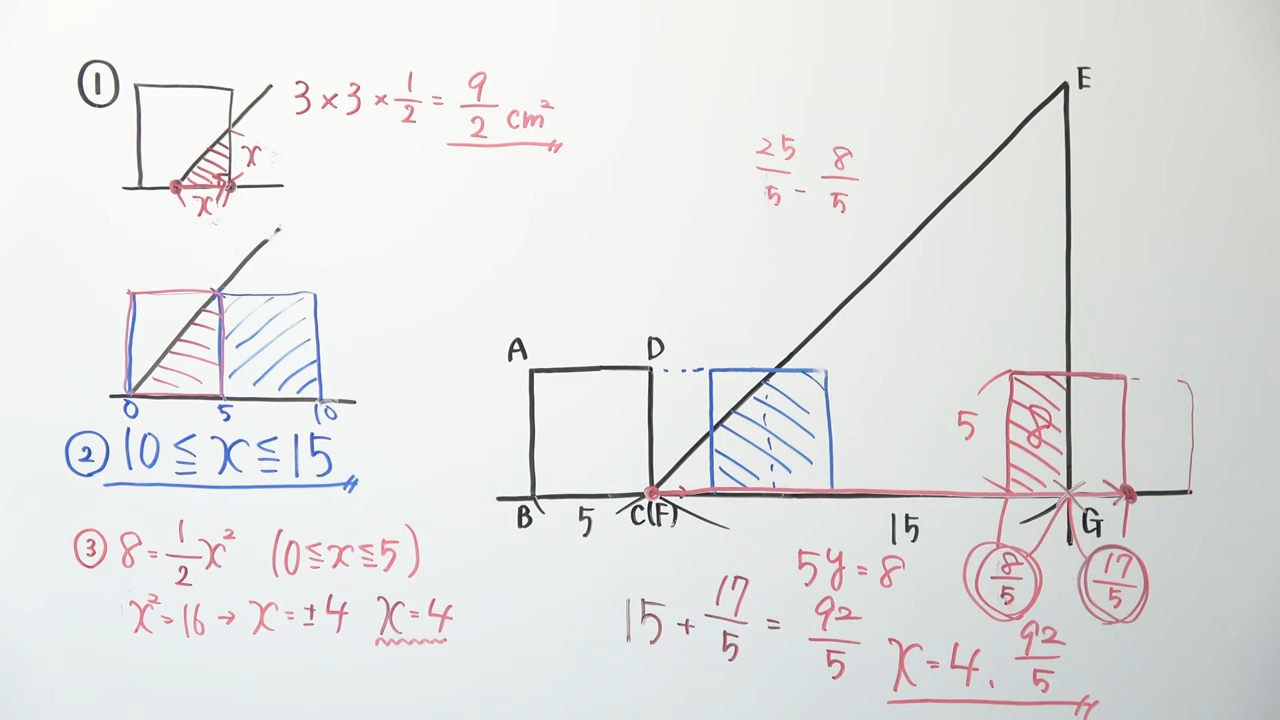 ① 3×3×1/2=9/2 cm²
x
x
0 5 10
② 10≦x≦15
③ 8=1/2x² (0≦x≦5)
x²=16→x=±4 x=4
25/5-8/5
E
A D
5 8
B 5 C(F) 15 G
8/5 17/5
5y=8
15+17/5=92/5
x=4、92/5